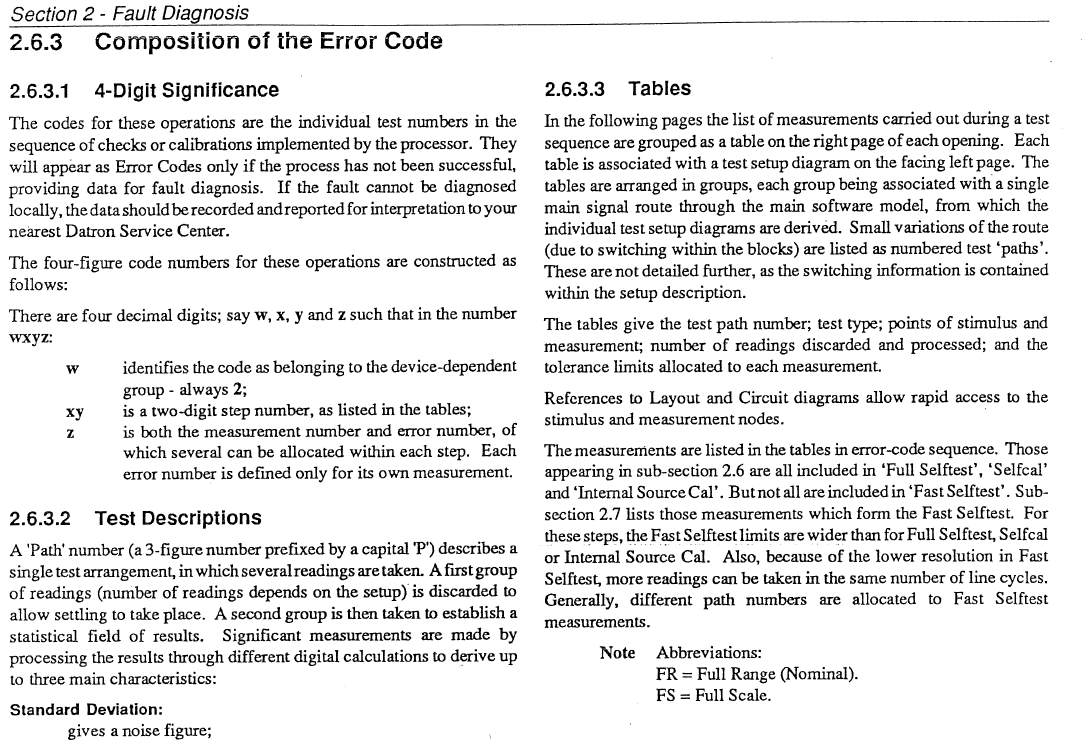 Section 2 - Fault Diagnosis
2.6.3 Composition of the Error Code
2.6.3.1 4-Digit Significance
The codes for these operations are the individual test numbers in the
sequence of checks or calibrations implemented by the processor. They
will appear as Error Codes only if the process has not been successful,
providing data for fault diagnosis. If the fault cannot be diagnosed
locally, the data should be recorded and reported for interpretation to your
nearest Datron Service Center.
The four-figure code numbers for these operations are constructed as
follows:
There are four decimal digits; say w, x, y and z such that in the number
wxyz:
w identifies the code as belonging to the device-dependent
group - always 2;
xy is a two-digit step number, as listed in the tables;
z is both the measurement number and error number, of
which several can be allocated within each step. Each
error number is defined only for its own measurement.
2.6.3.2 Test Descriptions
A 'Path' number (a 3-figure number prefixed by a capital 'P') describes a
single test arrangement, in which several readings are taken. A first group
of readings (number of readings depends on the setup) is discarded to
allow settling to take place. A second group is then taken to establish a
statistical field of results. Significant measurements are made by
processing the results through different digital calculations to derive up
to three main characteristics:
Standard Deviation:
gives a noise figure;
2.6.3.3 Tables
In the following pages the list of measurements carried out during a test
sequence are grouped as a table on the right page of each opening. Each
table is associated with a test setup diagram on the facing left page. The
tables are arranged in groups, each group being associated with a single
main signal route through the main software model, from which the
individual test setup diagrams are derived. Small variations of the route
(due to switching within the blocks) are listed as numbered test 'paths'.
These are not detailed further, as the switching information is contained
within the setup description.
The tables give the test path number; test type; points of stimulus and
measurement; number of readings discarded and processed; and the
tolerance limits allocated to each measurement.
References to Layout and Circuit diagrams allow rapid access to the
stimulus and measurement nodes.
The measurements are listed in the tables in error-code sequence. Those
appearing in sub-section 2.6 are all included in 'Full Selftest', 'Selfcal'
and 'Internal Source Cal'. But not all are included in 'Fast Selftest'. Sub-
section 2.7 lists those measurements which form the Fast Selftest. For
these steps, the Fast Selftest limits are wider than for Full Selftest, Selfcal
or Internal Source Cal. Also, because of the lower resolution in Fast
Selftest, more readings can be taken in the same number of line cycles.
Generally, different path numbers are allocated to Fast Selftest
measurements.
Note Abbreviations:
FR = Full Range (Nominal).
FS = Full Scale.